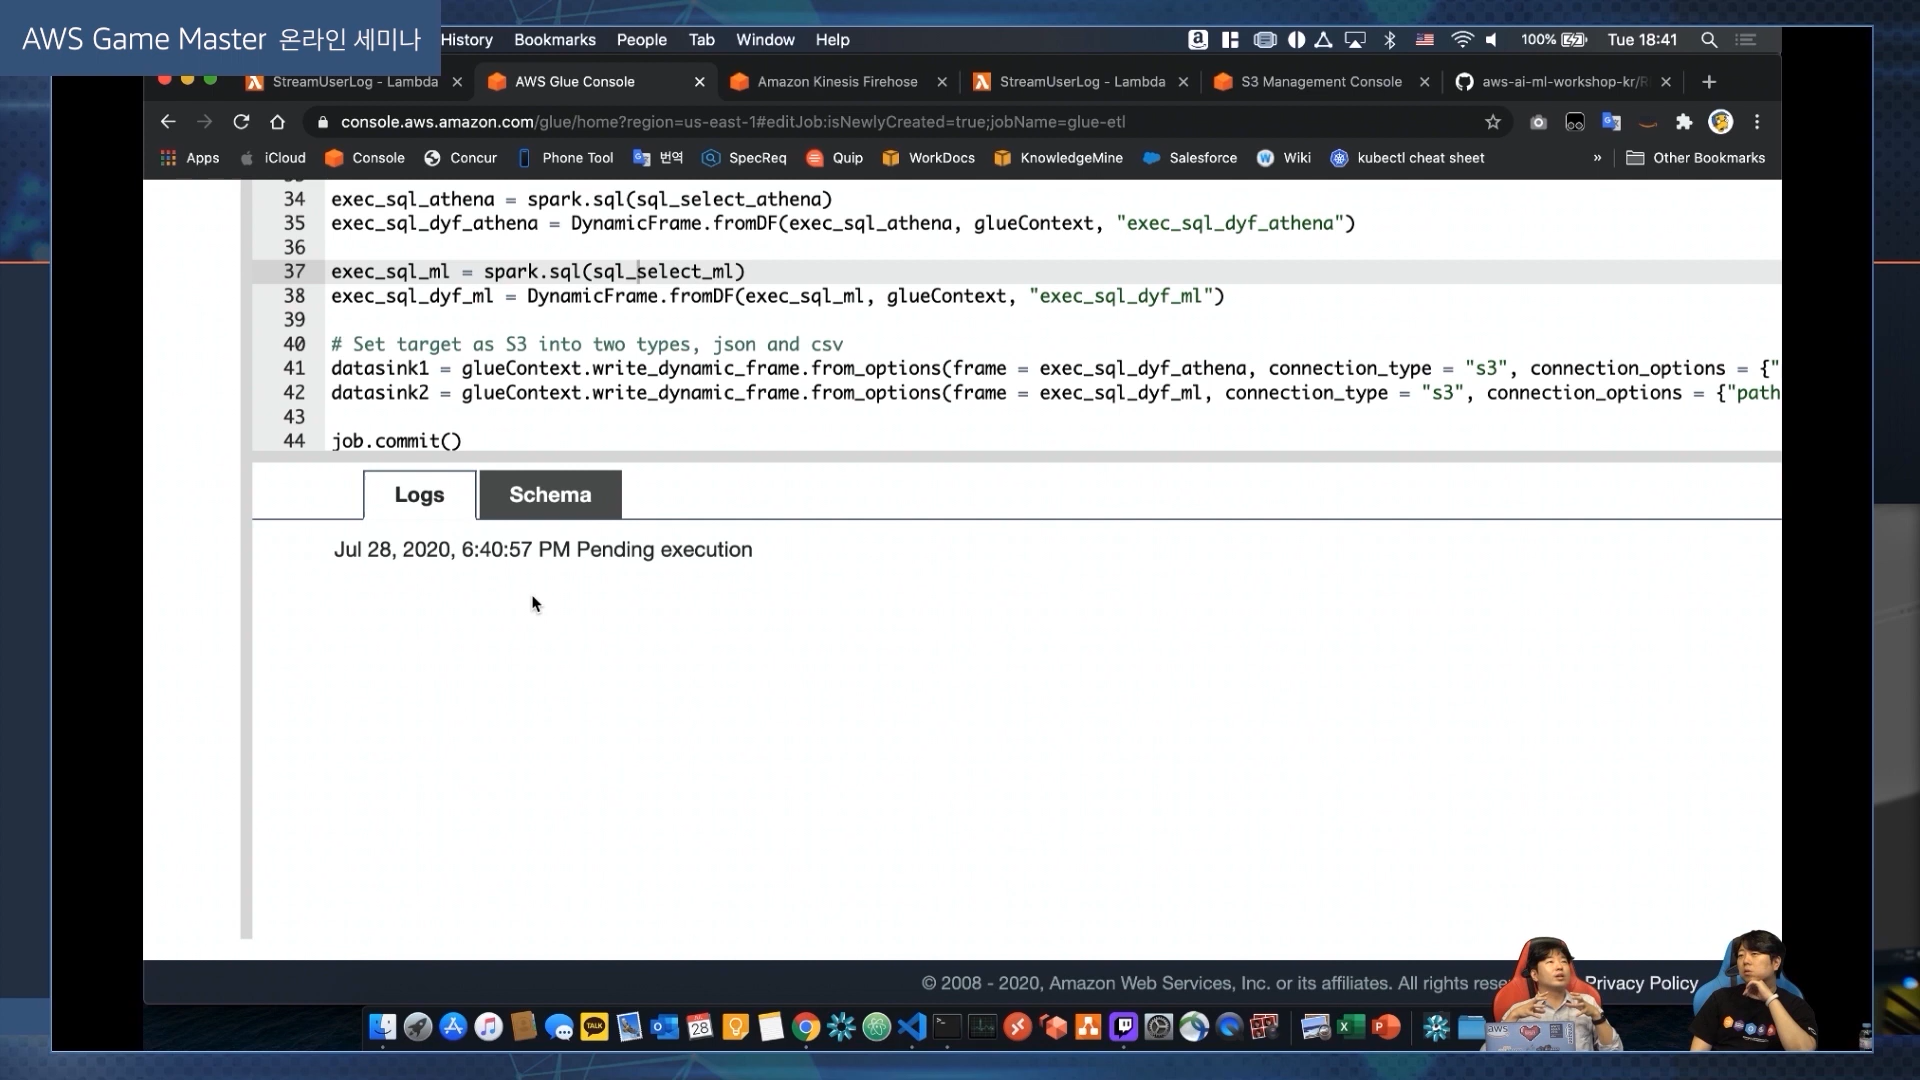 AWS Game Master 온라인 세미나
History Bookmarks People Tab Window Help 100% Tue 18:41
StreamUserLog - Lambda AWS Glue Console Amazon Kinesis Firehose StreamUserLog - Lambda S3 Management Console aws-ai-ml-workshop-kr/R
console.aws.amazon.com/glue/home?region=us-east-1#editJob:isNewlyCreated=true;jobName=glue-etl
Apps iCloud Console Concur Phone Tool 번역 SpecReq Quip WorkDocs KnowledgeMine Salesforce Wiki kubectl cheat sheet » Other Bookmarks
34 exec_sql_athena = spark.sql(sql_select_athena)
35 exec_sql_dyf_athena = DynamicFrame.fromDF(exec_sql_athena, glueContext, "exec_sql_dyf_athena")
36
37 exec_sql_ml = spark.sql(sql_select_ml)
38 exec_sql_dyf_ml = DynamicFrame.fromDF(exec_sql_ml, glueContext, "exec_sql_dyf_ml")
39
40 # Set target as S3 into two types, json and csv
41 datasink1 = glueContext.write_dynamic_frame.from_options(frame = exec_sql_dyf_athena, connection_type = "s3", connection_options = {"
42 datasink2 = glueContext.write_dynamic_frame.from_options(frame = exec_sql_dyf_ml, connection_type = "s3", connection_options = {"path
43
44 job.commit()
Logs Schema
Jul 28, 2020, 6:40:57 PM Pending execution
© 2008 - 2020, Amazon Web Services, Inc. or its affiliates. All rights rese Privacy Policy
TALK 28
aws